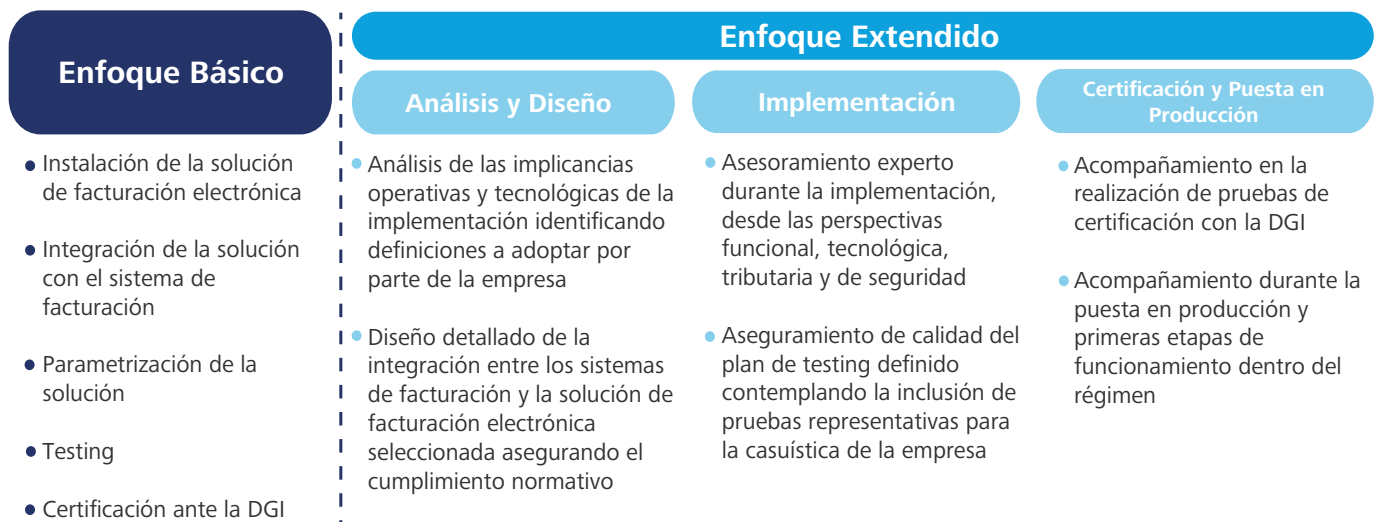 Enfoque Básico
Instalación de la solución
de facturación electrónica
Integración de la solución
con el sistema de
facturación
Parametrización de la
solución
Testing
Certificación ante la DGI
Enfoque Extendido
Análisis y Diseño
Análisis de las implicancias
operativas y tecnológicas de la
implementación identificando
definiciones a adoptar por
parte de la empresa
Diseño detallado de la
integración entre los sistemas
de facturación y la solución de
facturación electrónica
seleccionada asegurando el
cumplimiento normativo
Implementación
Asesoramiento experto
durante la implementación,
desde las perspectivas
funcional, tecnológica,
tributaria y de seguridad
Aseguramiento de calidad del
plan de testing definido
contemplando la inclusión de
pruebas representativas para
la casuística de la empresa
Certificación y Puesta en
Producción
Acompañamiento en la
realización de pruebas de
certificación con la DGI
Acompañamiento durante la
puesta en producción y
primeras etapas de
funcionamiento dentro del
régimen